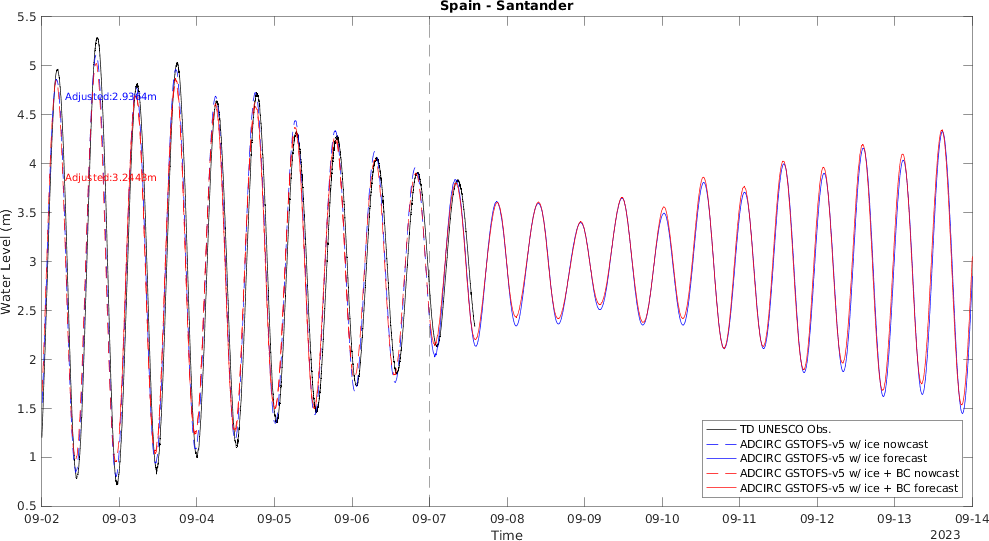 Spain - Santander
5.5
5
4.5
4
3.5
3
2.5
2
1.5
1
0.5
Water Level (m)
Adjusted:2.9364m
Adjusted:3.2443m
TD UNESCO Obs.
ADCIRC GSTOFS-v5 w/ ice nowcast
ADCIRC GSTOFS-v5 w/ ice forecast
ADCIRC GSTOFS-v5 w/ ice + BC nowcast
ADCIRC GSTOFS-v5 w/ ice + BC forecast
09-02 09-03 09-04 09-05 09-06 09-07 09-08 09-09 09-10 09-11 09-12 09-13 09-14
Time
2023